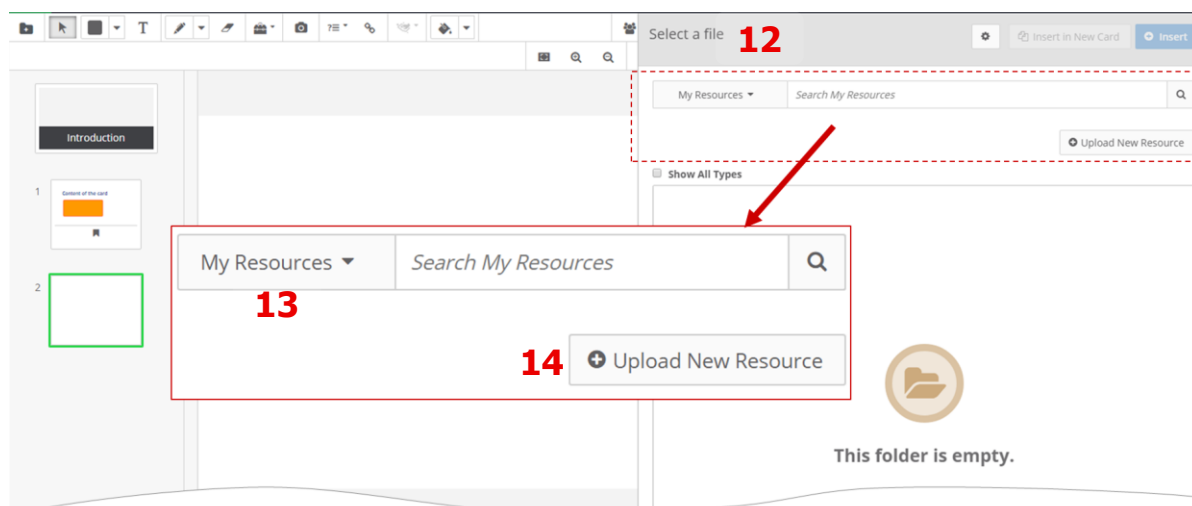 T
Select a file
12
Insert in New Card
Insert
My Resources
Search My Resources
Upload New Resource
Show All Types
Introduction
1
Content of the card
2
My Resources
Search My Resources
13
14
Upload New Resource
This folder is empty.